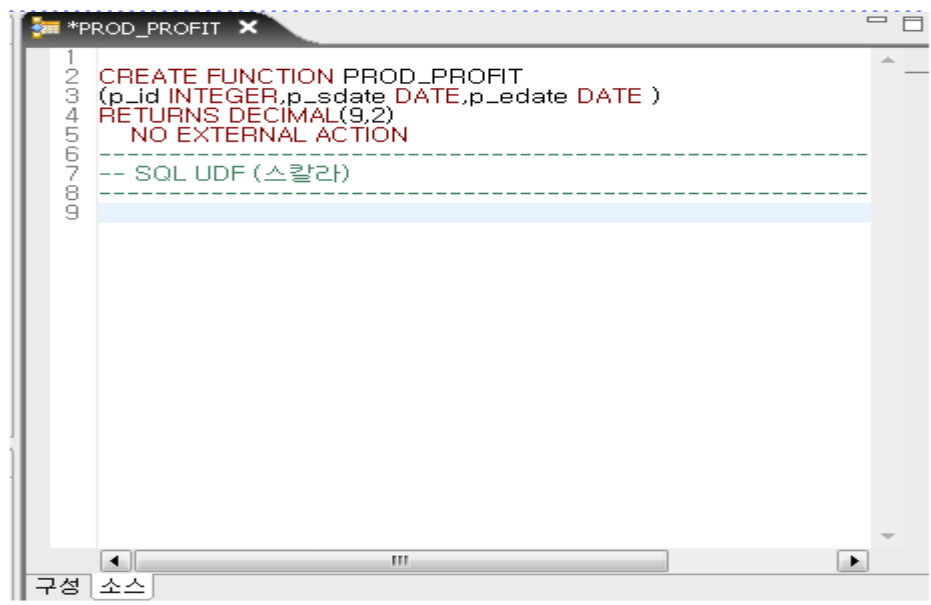 *PROD_PROFIT
1
2 CREATE FUNCTION PROD_PROFIT
3 (p_id INTEGER,p_sdate DATE,p_edate DATE )
4 RETURNS DECIMAL(9,2)
5 NO EXTERNAL ACTION
6 ------------------------------------------------------------------------
7 -- SQL UDF (스칼라)
8 ------------------------------------------------------------------------
9
구성 소스